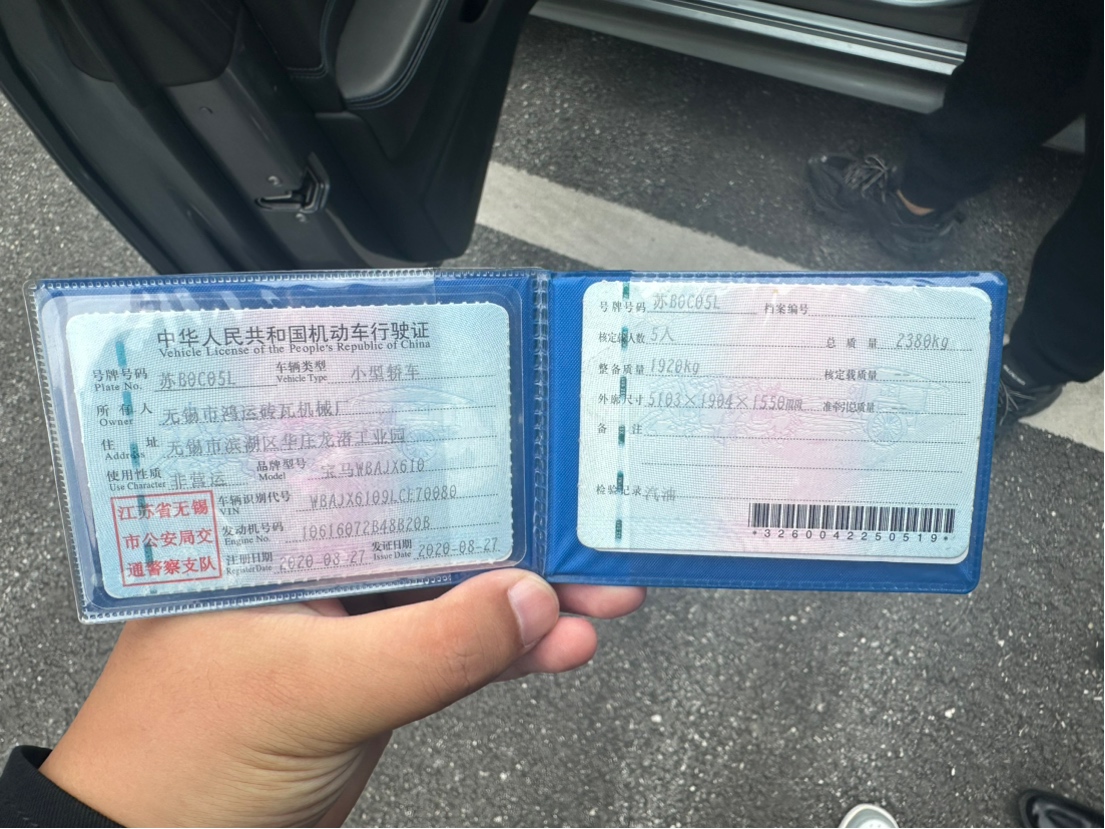 中华人民共和国机动车行驶证
Vehicle License of the People's Republic of China
号牌号码 Plate No. 苏B0C05L 车辆类型 Vehicle Type 小型轿车
所有人 Owner 无锡市鸿运砖瓦机械厂
住址 Address 无锡市滨湖区华庄龙渚工业园
使用性质 Use Character 非营运 品牌型号 Model 宝马WBAJX610
江苏省无锡市公安局交通警察支队
车辆识别代号 VIN WBAJX6109LCE70080
发动机号码 Engine No. 10616072B48B20B
注册日期 Register Date 2020-08-27 发证日期 Issue Date 2020-08-27
号牌号码 苏B0C05L 档案编号
核定载人数 5人 总质量 2380kg
整备质量 1920kg 核定载质量
外廓尺寸 5103×1904×1550 准牵引总质量
备注
检验记录 汽油
*3260042250519*